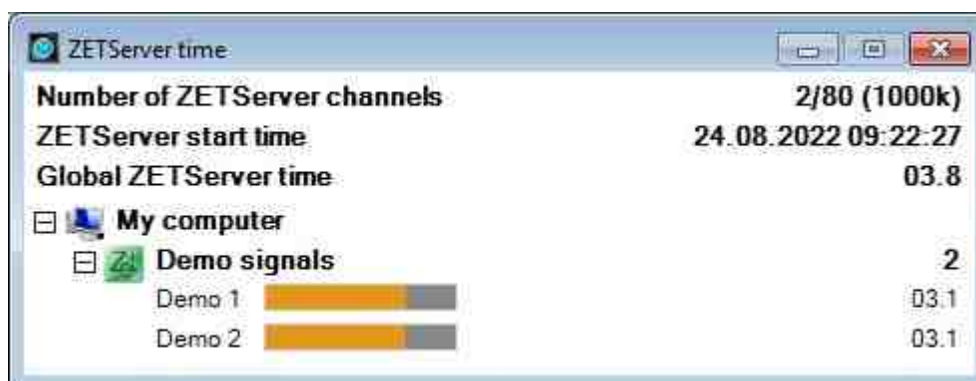 ZETServer time
Number of ZETServer channels 2/80 (1000k)
ZETServer start time 24.08.2022 09:22:27
Global ZETServer time 03.8
My computer
Demo signals 2
Demo 1 03.1
Demo 2 03.1